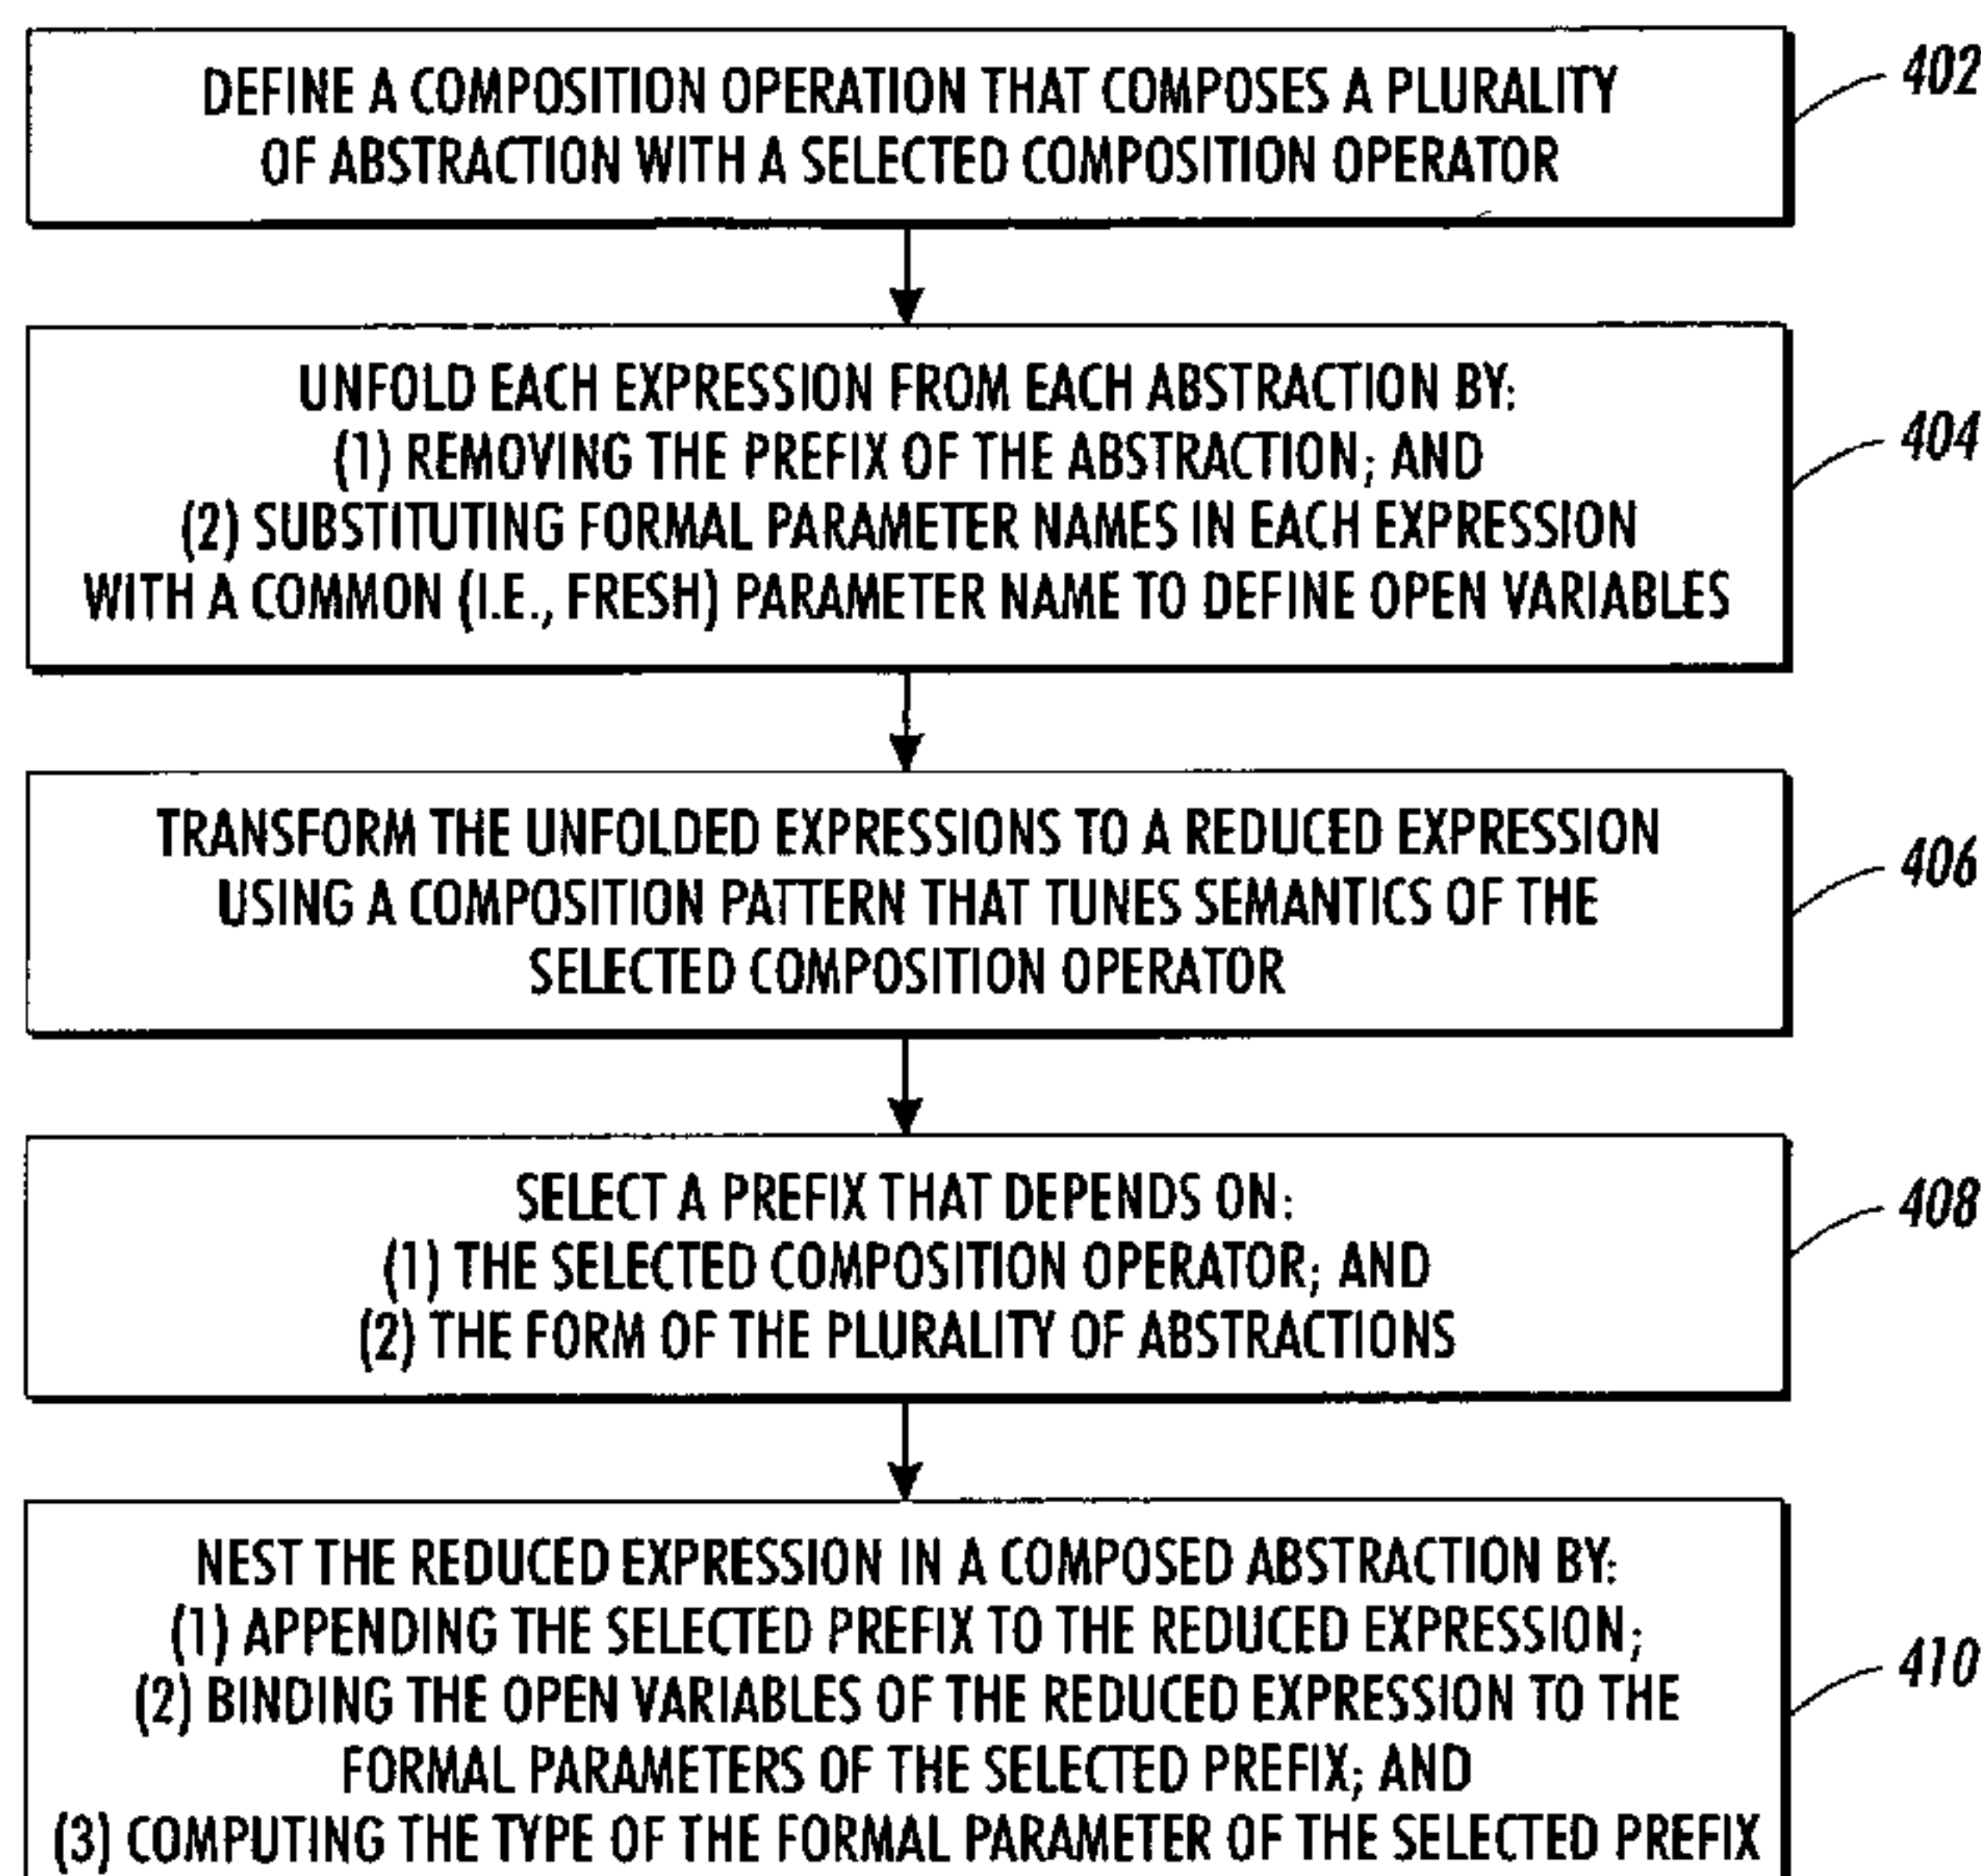 DEFINE A COMPOSITION OPERATION THAT COMPOSES A PLURALITY
OF ABSTRACTION WITH A SELECTED COMPOSITION OPERATOR
402
UNFOLD EACH EXPRESSION FROM EACH ABSTRACTION BY:
(1) REMOVING THE PREFIX OF THE ABSTRACTION; AND
(2) SUBSTITUTING FORMAL PARAMETER NAMES IN EACH EXPRESSION
WITH A COMMON (I.E., FRESH) PARAMETER NAME TO DEFINE OPEN VARIABLES
404
TRANSFORM THE UNFOLDED EXPRESSIONS TO A REDUCED EXPRESSION
USING A COMPOSITION PATTERN THAT TUNES SEMANTICS OF THE
SELECTED COMPOSITION OPERATOR
406
SELECT A PREFIX THAT DEPENDS ON:
(1) THE SELECTED COMPOSITION OPERATOR; AND
(2) THE FORM OF THE PLURALITY OF ABSTRACTIONS
408
NEST THE REDUCED EXPRESSION IN A COMPOSED ABSTRACTION BY:
(1) APPENDING THE SELECTED PREFIX TO THE REDUCED EXPRESSION;
(2) BINDING THE OPEN VARIABLES OF THE REDUCED EXPRESSION TO THE
FORMAL PARAMETERS OF THE SELECTED PREFIX; AND
(3) COMPUTING THE TYPE OF THE FORMAL PARAMETER OF THE SELECTED PREFIX
410